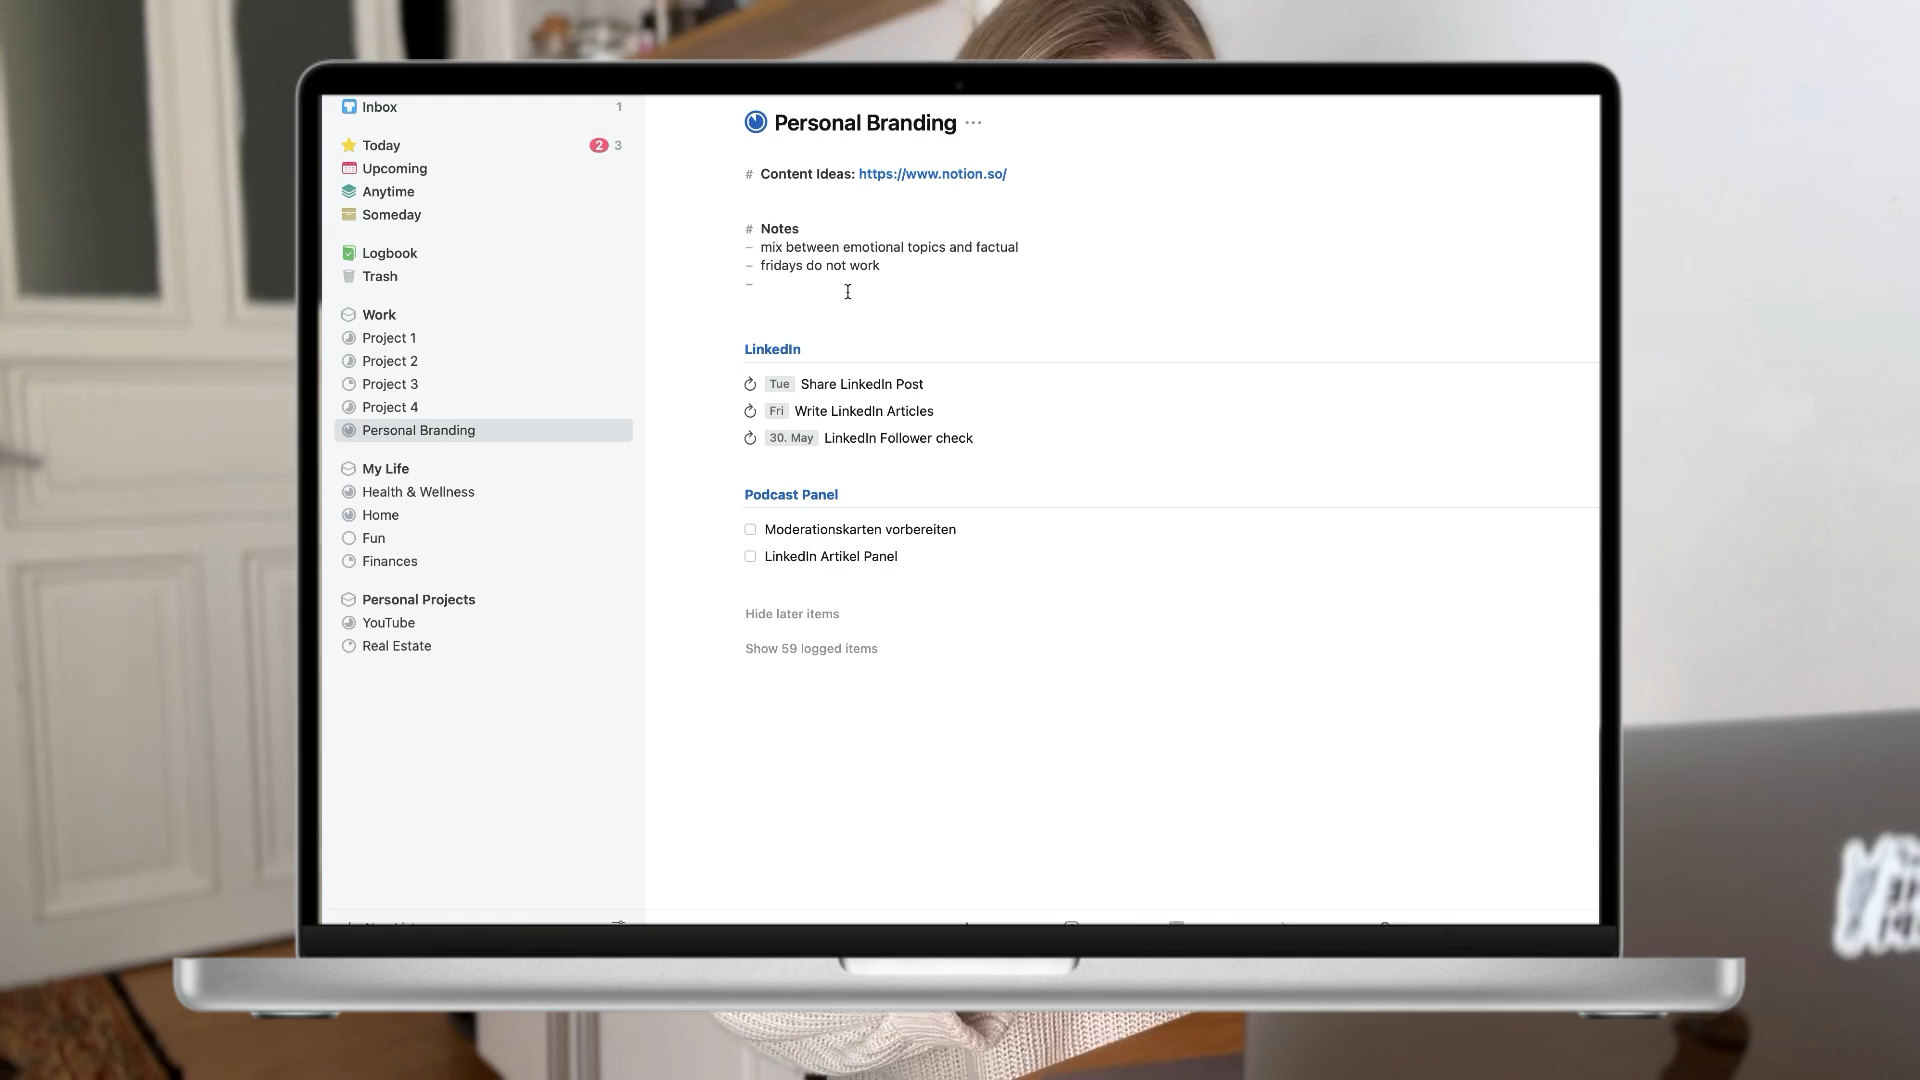 Inbox 1
Today 2 3
Upcoming
Anytime
Someday
Logbook
Trash
Work
Project 1
Project 2
Project 3
Project 4
Personal Branding
My Life
Health & Wellness
Home
Fun
Finances
Personal Projects
YouTube
Real Estate
Personal Branding ...
# Content Ideas: https://www.notion.so/
# Notes
– mix between emotional topics and factual
– fridays do not work
–
LinkedIn
Tue Share LinkedIn Post
Fri Write LinkedIn Articles
30. May LinkedIn Follower check
Podcast Panel
Moderationskarten vorbereiten
LinkedIn Artikel Panel
Hide later items
Show 59 logged items